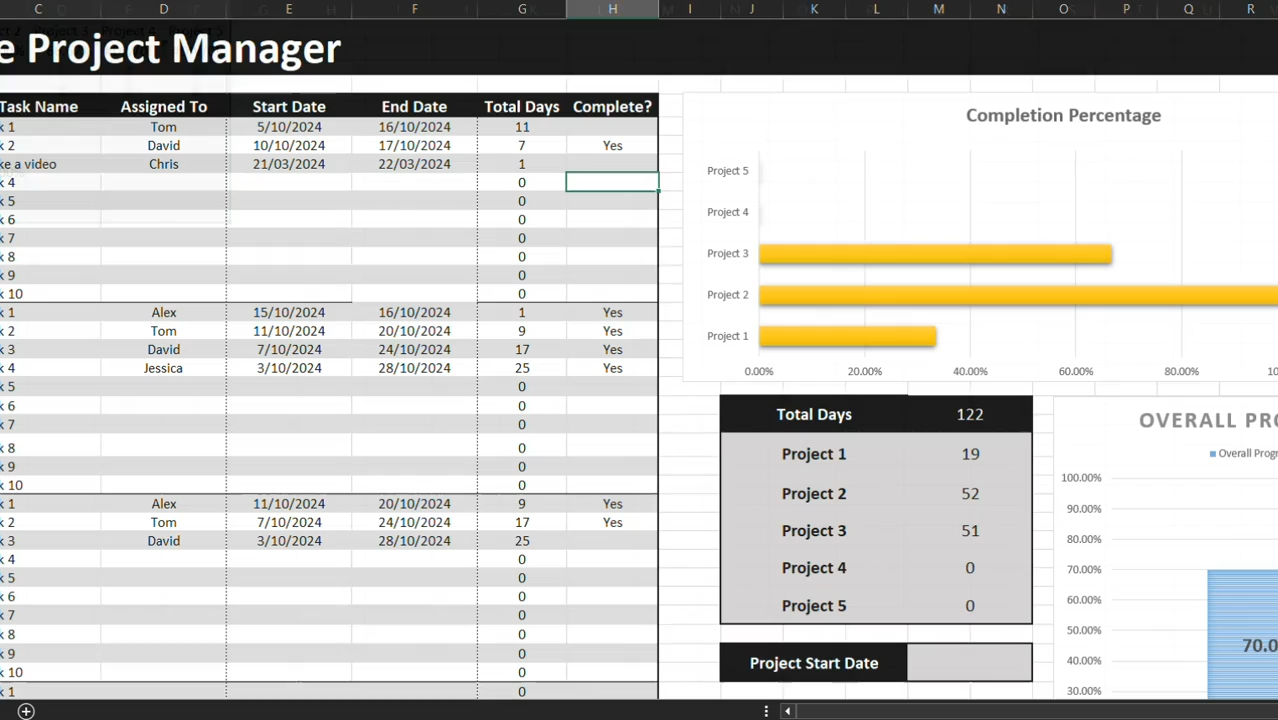 C D E F G H I J K L M N O P Q R
e Project Manager
Task Name Assigned To Start Date End Date Total Days Complete?
k 1 Tom 5/10/2024 16/10/2024 11
k 2 David 10/10/2024 17/10/2024 7 Yes
ke a video Chris 21/03/2024 22/03/2024 1
k 4 0
k 5 0
k 6 0
k 7 0
k 8 0
k 9 0
k 10 0
k 1 Alex 15/10/2024 16/10/2024 1 Yes
k 2 Tom 11/10/2024 20/10/2024 9 Yes
k 3 David 7/10/2024 24/10/2024 17 Yes
k 4 Jessica 3/10/2024 28/10/2024 25 Yes
k 5 0
k 6 0
k 7 0
k 8 0
k 9 0
k 10 0
k 1 Alex 11/10/2024 20/10/2024 9 Yes
k 2 Tom 7/10/2024 24/10/2024 17 Yes
k 3 David 3/10/2024 28/10/2024 25
k 4 0
k 5 0
k 6 0
k 7 0
k 8 0
k 9 0
k 10 0
k 1 0
Completion Percentage
Project 5
Project 4
Project 3
Project 2
Project 1
0.00% 20.00% 40.00% 60.00% 80.00% 10
Total Days 122
Project 1 19
Project 2 52
Project 3 51
Project 4 0
Project 5 0
Project Start Date
OVERALL PRO
Overall Progr
100.00%
90.00%
80.00%
70.00%
60.00%
50.00%
70.0
40.00%
30.00%